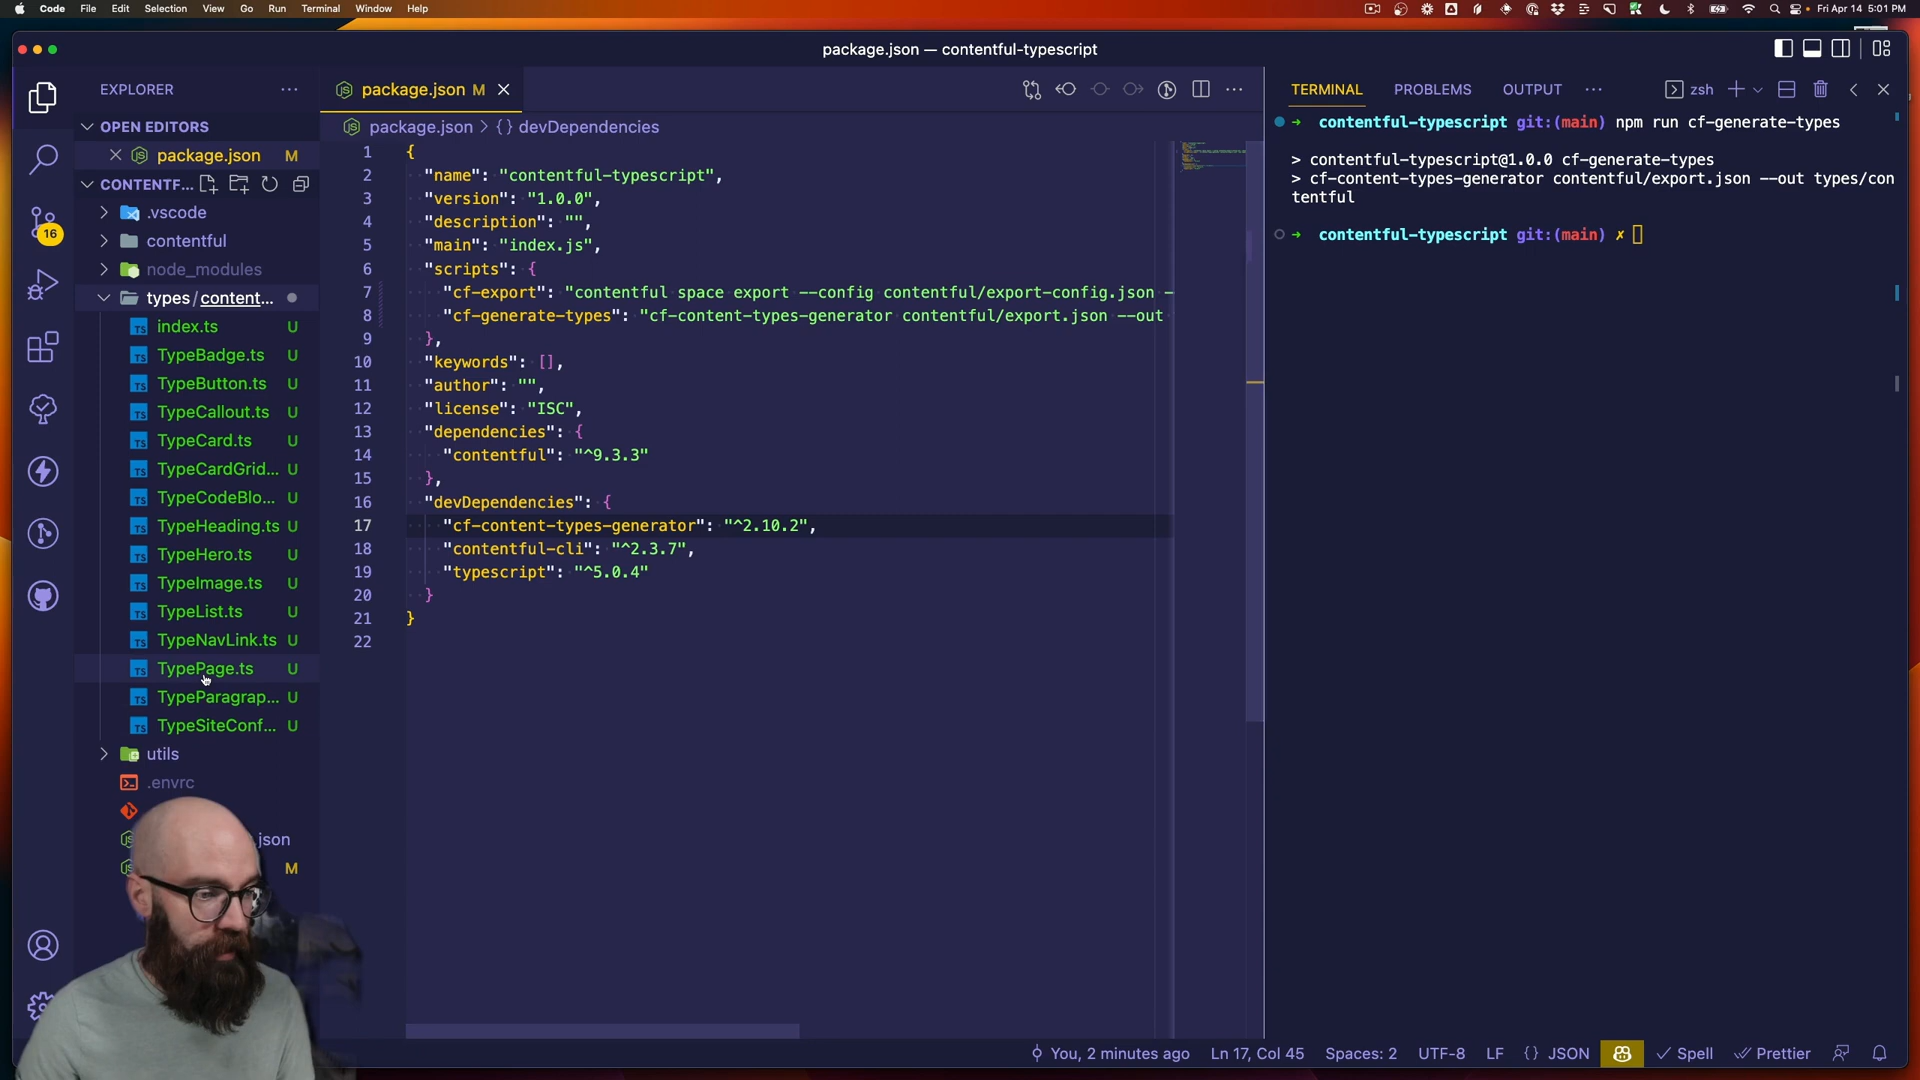 Code File Edit Selection View Go Run Terminal Window Help
Fri Apr 14 5:01 PM
package.json — contentful-typescript
EXPLORER
OPEN EDITORS
package.json M
CONTENTF...
.vscode
contentful
node_modules
types / content...
index.ts U
TypeBadge.ts U
TypeButton.ts U
TypeCallout.ts U
TypeCard.ts U
TypeCardGrid... U
TypeCodeBlo... U
TypeHeading.ts U
TypeHero.ts U
TypeImage.ts U
TypeList.ts U
TypeNavLink.ts U
TypePage.ts U
TypeParagrap... U
TypeSiteConf... U
utils
.envrc
.json
M
16
package.json M
package.json > {} devDependencies
1 {
2 "name": "contentful-typescript",
3 "version": "1.0.0",
4 "description": "",
5 "main": "index.js",
6 "scripts": {
7 "cf-export": "contentful space export --config contentful/export-config.json -
8 "cf-generate-types": "cf-content-types-generator contentful/export.json --out
9 },
10 "keywords": [],
11 "author": "",
12 "license": "ISC",
13 "dependencies": {
14 "contentful": "^9.3.3"
15 },
16 "devDependencies": {
17 "cf-content-types-generator": "^2.10.2",
18 "contentful-cli": "^2.3.7",
19 "typescript": "^5.0.4"
20 }
21 }
22
TERMINAL PROBLEMS OUTPUT ... zsh
→ contentful-typescript git:(main) npm run cf-generate-types
> contentful-typescript@1.0.0 cf-generate-types
> cf-content-types-generator contentful/export.json --out types/con
tentful
→ contentful-typescript git:(main) ✗
You, 2 minutes ago Ln 17, Col 45 Spaces: 2 UTF-8 LF {} JSON Spell Prettier